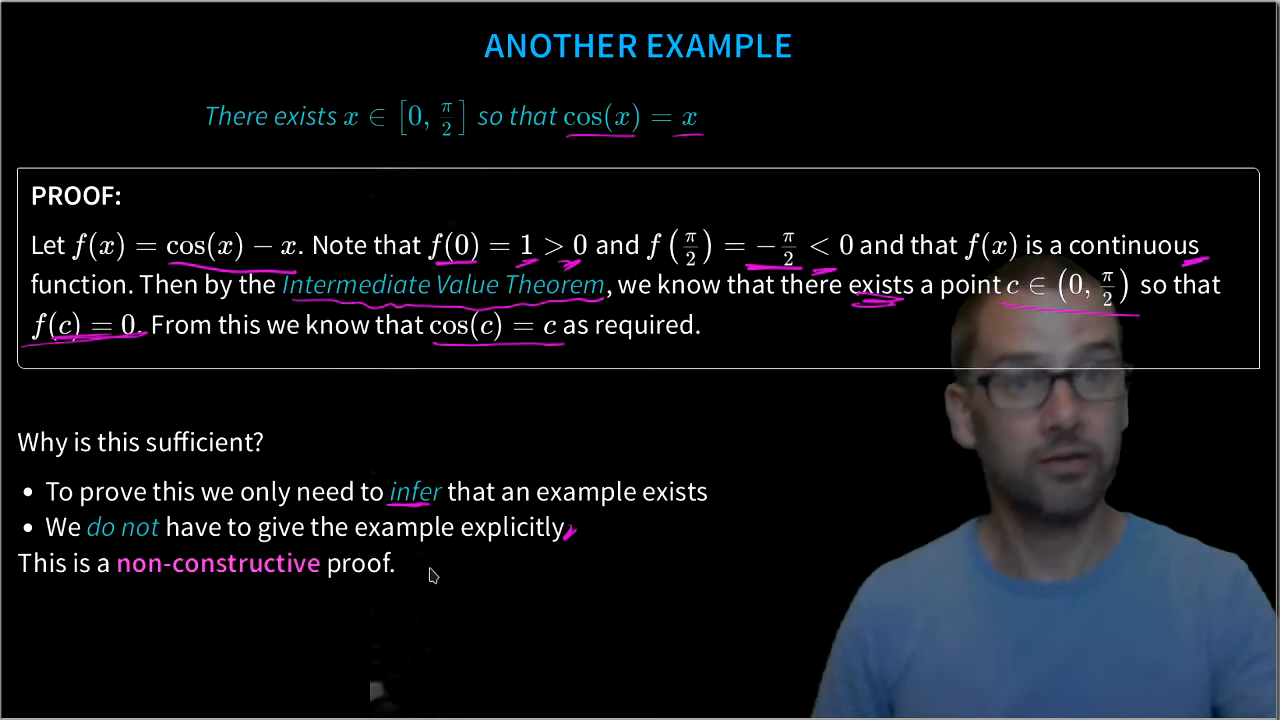 ANOTHER EXAMPLE
There exists x ∈ [0, π/2] so that cos(x) = x
PROOF:
Let f(x) = cos(x) − x. Note that f(0) = 1 > 0 and f(π/2) = −π/2 < 0 and that f(x) is a continuous
function. Then by the Intermediate Value Theorem, we know that there exists a point c ∈ (0, π/2) so that
f(c) = 0. From this we know that cos(c) = c as required.
Why is this sufficient?
• To prove this we only need to infer that an example exists
• We do not have to give the example explicitly
This is a non-constructive proof.